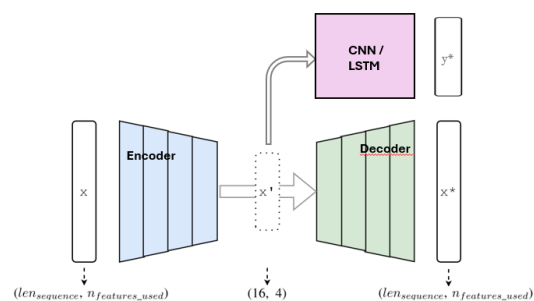 CNN /
LSTM
y*
Encoder
Decoder
x
x'
x*
(len_sequence, n_features_used)
(16, 4)
(len_sequence, n_features_used)